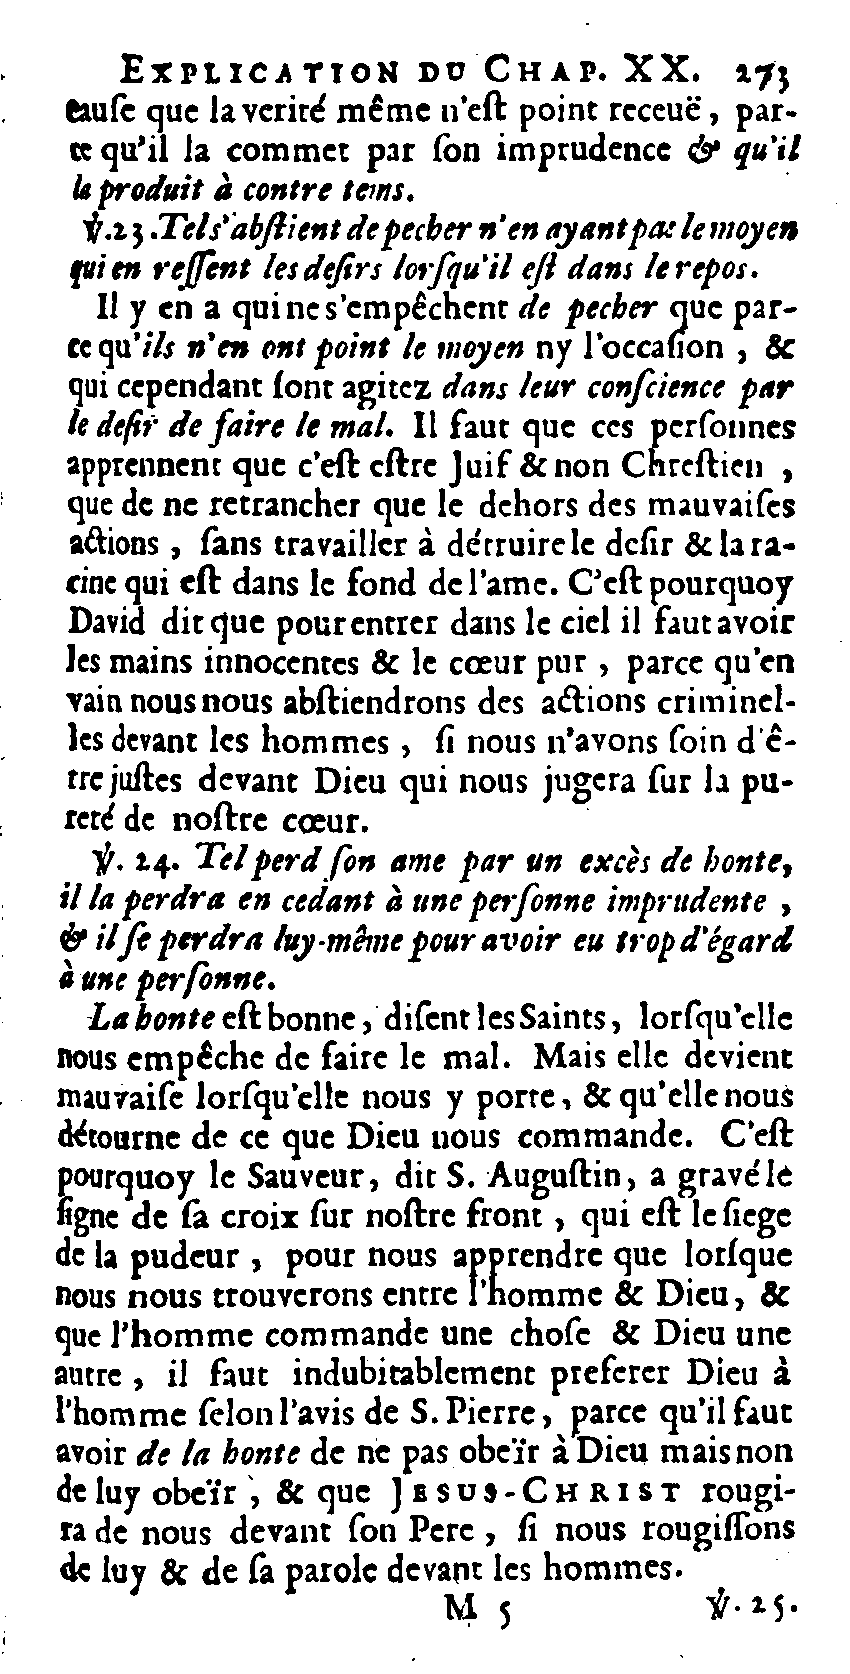 EXPLICATION DU CHAP. XX. 273
cauſe que la verité même n'eſt point receuë, par-
ce qu'il la commet par ſon imprudence & qu'il
la produit à contre tems.
℣.23. Tel s'abſtient de pecher n'en ayant pas le moyen
qui en reſſent les deſirs lorſqu'il eſt dans le repos.
Il y en a qui ne s'empêchent de pecher que par-
ce qu'ils n'en ont point le moyen ny l'occaſion, &
qui cependant ſont agitez dans leur conſcience par
le deſir de faire le mal. Il faut que ces perſonnes
apprennent que c'eſt eſtre Juif & non Chreſtien,
que de ne retrancher que le dehors des mauvaiſes
actions, ſans travailler à détruire le deſir & la ra-
cine qui eſt dans le fond de l'ame. C'eſt pourquoy
David dit que pour entrer dans le ciel il faut avoir
les mains innocentes & le cœur pur, parce qu'en
vain nous nous abſtiendrons des actions criminel-
les devant les hommes, ſi nous n'avons ſoin d'ê-
tre juſtes devant Dieu qui nous jugera ſur la pu-
reté de noſtre cœur.
℣. 24. Tel perd ſon ame par un excès de honte,
il la perdra en cedant à une perſonne imprudente,
& il ſe perdra luy-même pour avoir eu trop d'égard
à une perſonne.
La honte eſt bonne, diſent les Saints, lorſqu'elle
nous empêche de faire le mal. Mais elle devient
mauvaiſe lorſqu'elle nous y porte, & qu'elle nous
détourne de ce que Dieu nous commande. C'eſt
pourquoy le Sauveur, dit S. Auguſtin, a gravé le
ſigne de ſa croix ſur noſtre front, qui eſt le ſiege
de la pudeur, pour nous apprendre que lorſque
nous nous trouverons entre l'homme & Dieu, &
que l'homme commande une choſe & Dieu une
autre, il faut indubitablement preferer Dieu à
l'homme ſelon l'avis de S. Pierre, parce qu'il faut
avoir de la honte de ne pas obeïr à Dieu mais non
de luy obeïr, & que JESUS-CHRIST rougi-
ra de nous devant ſon Pere, ſi nous rougiſſons
de luy & de ſa parole devant les hommes.
M 5 ℣. 25.